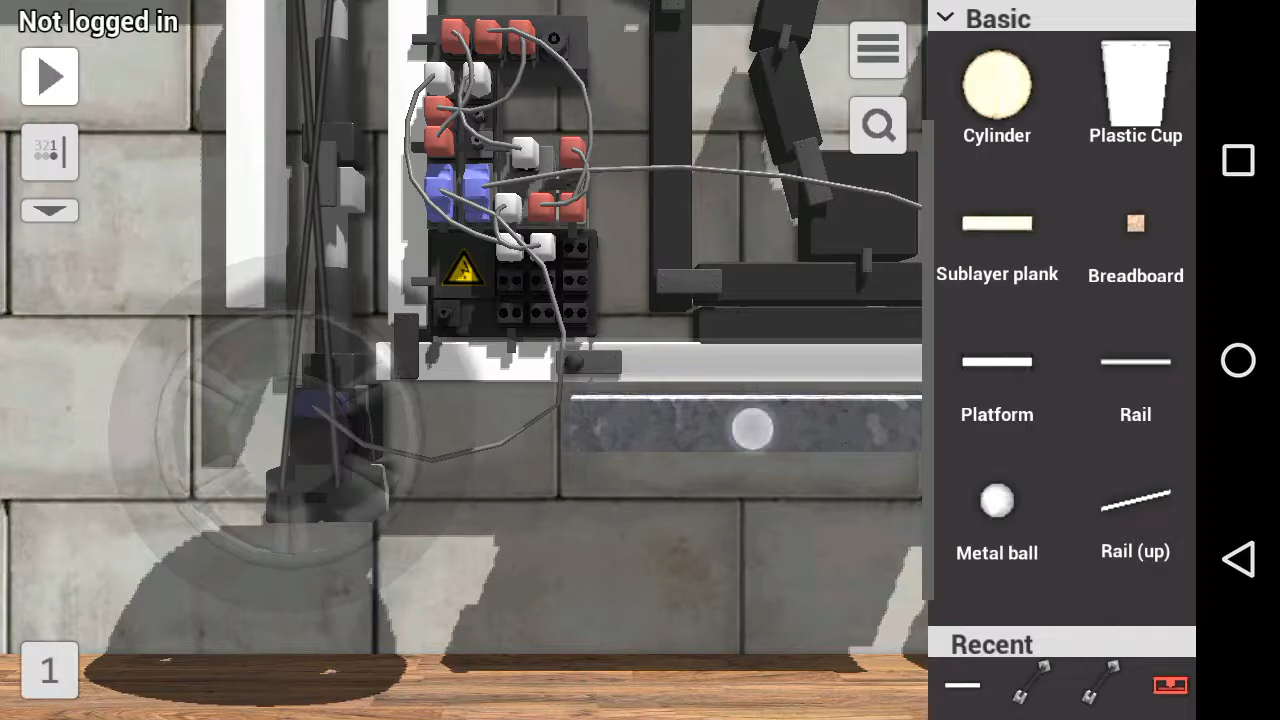 Not logged in
Basic
321
Cylinder
Plastic Cup
Sublayer plank
Breadboard
Platform
Rail
Metal ball
Rail (up)
1
Recent